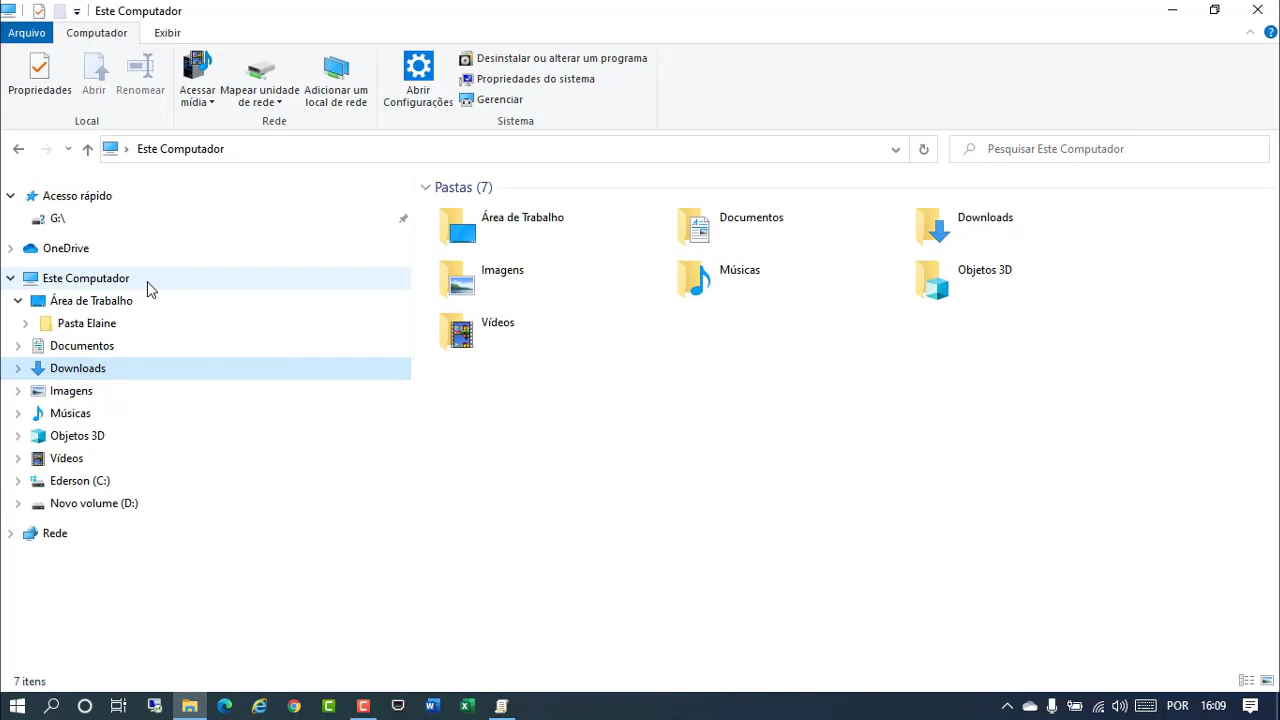 Este Computador
Arquivo
Computador
Exibir
Propriedades
Abrir
Renomear
Local
Acessar
mídia
Mapear unidade
de rede
Adicionar um
local de rede
Rede
Abrir
Configurações
Desinstalar ou alterar um programa
Propriedades do sistema
Gerenciar
Sistema
Este Computador
Pesquisar Este Computador
Acesso rápido
G:\
OneDrive
Este Computador
Área de Trabalho
Pasta Elaine
Documentos
Downloads
Imagens
Músicas
Objetos 3D
Vídeos
Ederson (C:)
Novo volume (D:)
Rede
Pastas (7)
Área de Trabalho
Documentos
Downloads
Imagens
Músicas
Objetos 3D
Vídeos
7 itens
POR
16:09